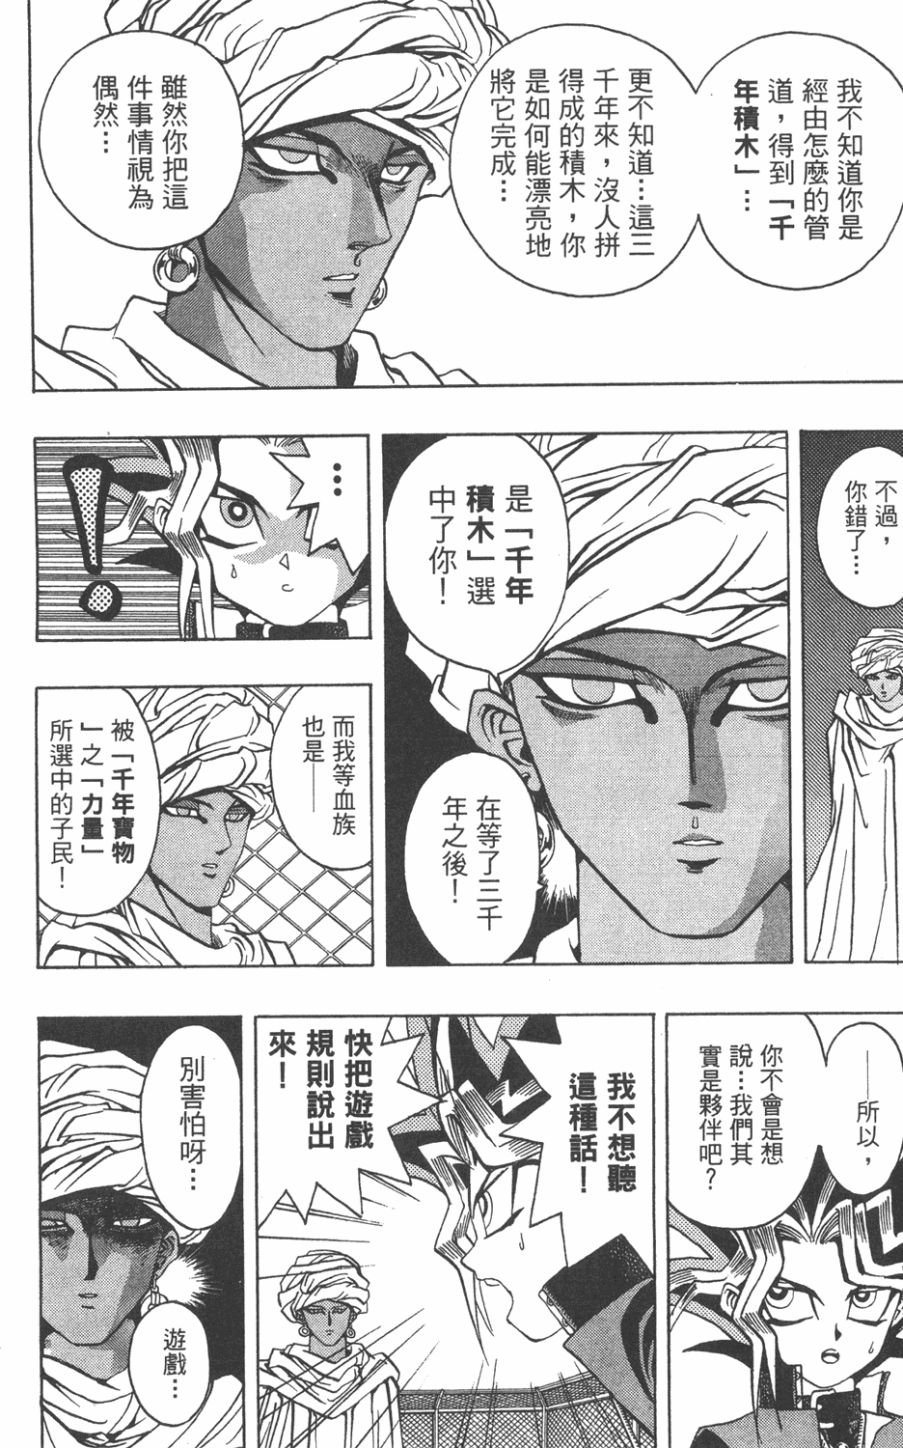 我不知道你是
經由怎麼的管
道，得到「千
年積木」…
更不知道…這三
千年來，沒人拼
得成的積木，你
是如何能漂亮地
將它完成…
雖然你把這
件事情視為
偶然…
不過，
你錯了…
是「千年
積木」選
中了你！
在等了三千
年之後！
…
！
而我等血族
也是——
被「千年寶物
」之「力量」
所選中的子民！
——所以，
你不會是想
說…我們其
實是夥伴吧？
我不想聽
這種話！
快把遊戲
規則說出
來！
別害怕呀…
遊戲…